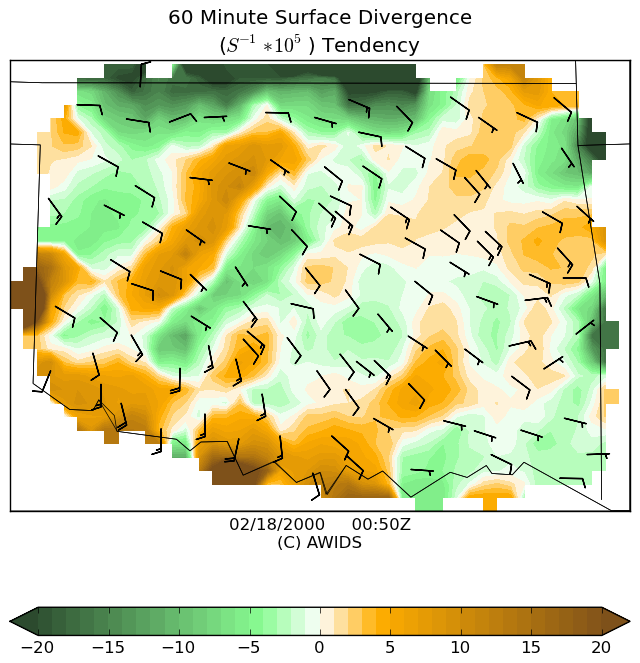 60 Minute Surface Divergence
(S⁻¹ *10⁵ ) Tendency
02/18/2000 00:50Z
(C) AWIDS
−20 −15 −10 −5 0 5 10 15 20